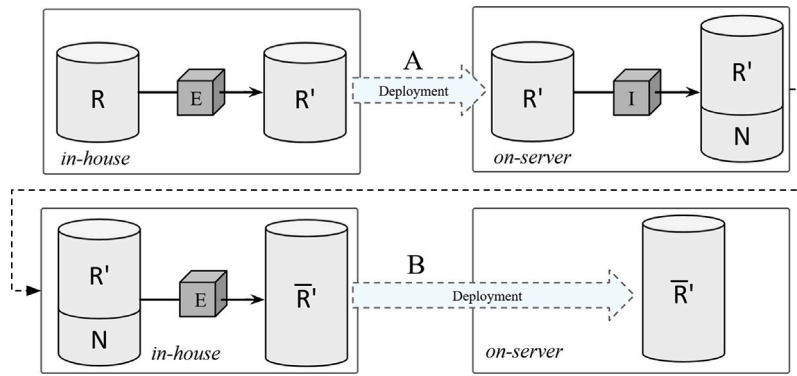 R
E
R'
in-house
A
Deployment
R'
I
R'
N
on-server
R'
N
E
R̅'
in-house
B
Deployment
R̅'
on-server